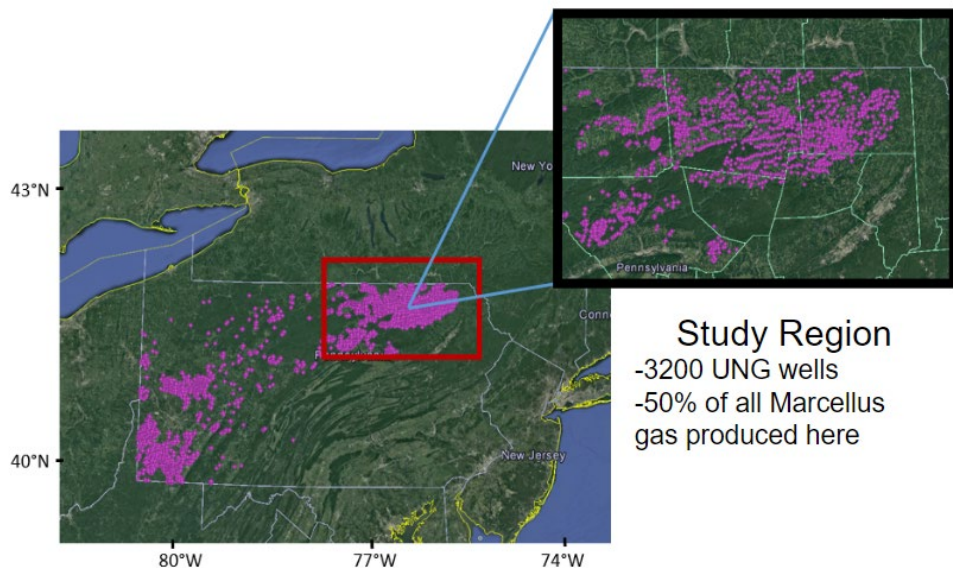 Pennsylvania
New Yo
43°N
Conne
Pennsylvania
Study Region
-3200 UNG wells
-50% of all Marcellus
gas produced here
40°N
New Jersey
80°W
77°W
74°W